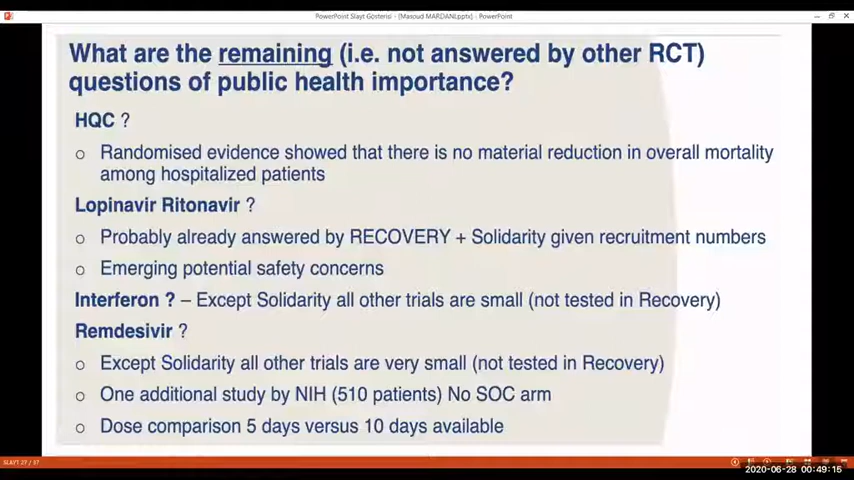 PowerPoint Slayt Gösterisi - [Masoud MARDANI.pptx] - PowerPoint
What are the remaining (i.e. not answered by other RCT)
questions of public health importance?
HQC ?
o Randomised evidence showed that there is no material reduction in overall mortality
among hospitalized patients
Lopinavir Ritonavir ?
o Probably already answered by RECOVERY + Solidarity given recruitment numbers
o Emerging potential safety concerns
Interferon ? – Except Solidarity all other trials are small (not tested in Recovery)
Remdesivir ?
o Except Solidarity all other trials are very small (not tested in Recovery)
o One additional study by NIH (510 patients) No SOC arm
o Dose comparison 5 days versus 10 days available
SLAYT 27 / 37
2020-06-28 00:49:15